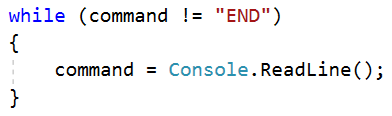 while (command != "END")
{
    command = Console.ReadLine();
}